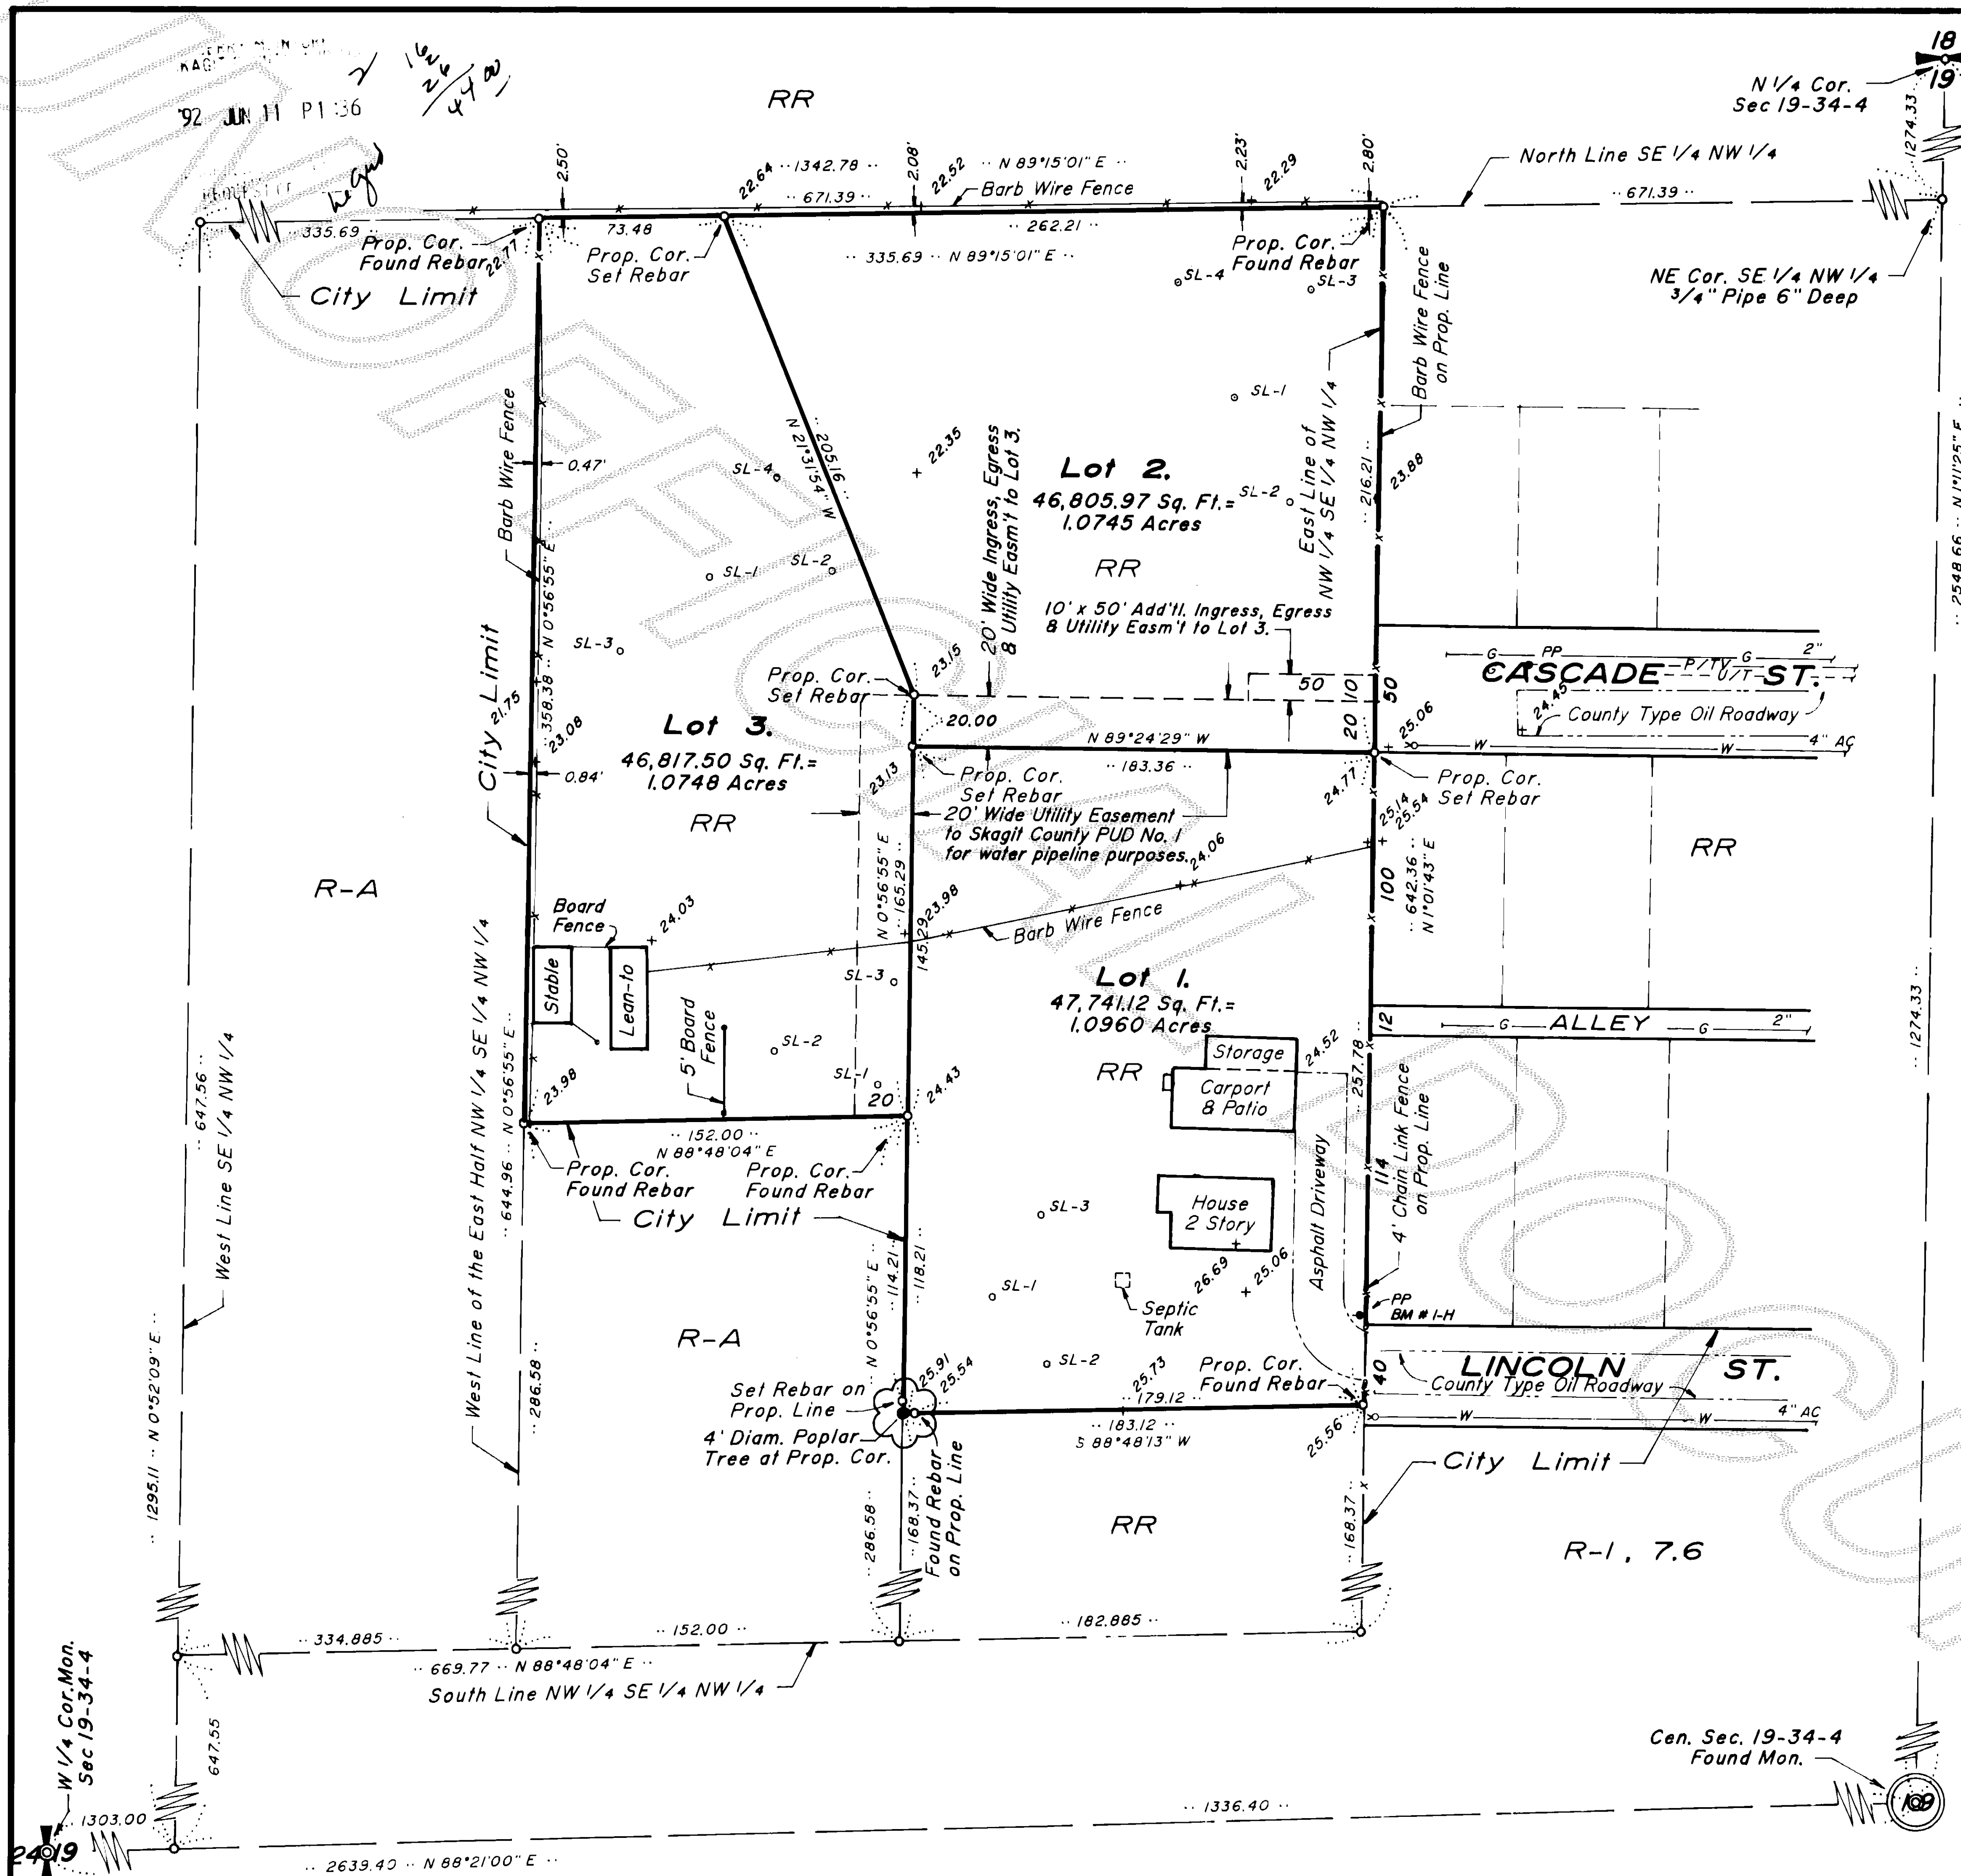 '92 JUN 11 P1:36
REQUEST OF
2
16
26
44 00
RR
18
19
N 1/4 Cor.
Sec 19-34-4
1274.33
2.50'
22.64
·· 1342.78 ··
2.08'
22.52
·· N 89°15'01" E ··
2.23'
22.29
2.80'
North Line SE 1/4 NW 1/4
·· 671.39 ··
Barb Wire Fence
·· 671.39 ··
·· 335.69 ··
Prop. Cor.
Found Rebar
22.77
73.48
Prop. Cor.
Set Rebar
·· 262.21 ··
·· 335.69 ·· N 89°15'01" E ··
Prop. Cor.
Found Rebar
City Limit
SL-4
SL-3
NE Cor. SE 1/4 NW 1/4
3/4" Pipe 6" Deep
Barb Wire Fence
on Prop. Line
SL-1
East Line of
NW 1/4 SE 1/4 NW 1/4
·· 216.21 ··
23.88
Barb Wire Fence
0.47'
·· 205.16 ··
N 21°31'54" W
SL-4
22.35
20' Wide Ingress, Egress
& Utility Easm't to Lot 3.
Lot 2.
46,805.97 Sq. Ft.=
1.0745 Acres
SL-2
RR
10' x 50' Add'tl. Ingress, Egress
& Utility Easm't to Lot 3.
·· 2548.66 ·· N 1°11'25" E ··
SL-1
SL-2
SL-3
City Limit
21.75
·· 358.38 ·· N 0°56'55" E ··
23.08
0.84'
Prop. Cor.
Set Rebar
23.15
20.00
50
10
20
50
G
PP
G
2"
P/TV
U/T
CASCADE ST.
24.45
County Type Oil Roadway
25.06
W
W
4" AC
Lot 3.
46,817.50 Sq. Ft.=
1.0748 Acres
RR
23.13
N 89°24'29" W
·· 183.36 ··
Prop. Cor.
Set Rebar
20' Wide Utility Easement
to Skagit County PUD No. 1
for water pipeline purposes.
24.06
24.77
Prop. Cor.
Set Rebar
25.14
25.54
100
·· 642.36 ··
N 1°01'43" E
RR
R-A
N 0°56'55" E
·· 165.29 ··
145.29
23.98
Barb Wire Fence
Board
Fence
24.03
Stable
Lean-to
5' Board
Fence
SL-3
SL-2
SL-1
20
24.43
23.98
Lot 1.
47,741.12 Sq. Ft.=
1.0960 Acres
RR
Storage
24.52
Carport
& Patio
·· 257.78 ··
12
G
ALLEY
G
2"
·· 1274.33 ··
·· 647.56 ··
West Line SE 1/4 NW 1/4
West Line of the East Half NW 1/4 SE 1/4 NW 1/4
·· 644.96 ·· N 0°56'55" E ··
·· 152.00 ··
N 88°48'04" E
Prop. Cor.
Found Rebar
Prop. Cor.
Found Rebar
City Limit
SL-3
House
2 Story
Asphalt Driveway
114
4' Chain Link Fence
on Prop. Line
·· N 0°56'55" E ··
·· 114.21 ··
·· 118.21 ··
SL-1
26.69
25.06
Septic
Tank
PP
BM # 1-H
·· 286.58 ··
R-A
SL-2
25.91
25.54
Set Rebar on
Prop. Line
4' Diam. Poplar
Tree at Prop. Cor.
25.73
Prop. Cor.
Found Rebar
·· 179.12 ··
·· 183.12 ··
S 88°48'13" W
25.56
40
LINCOLN ST.
County Type Oil Roadway
W
W
4" AC
City Limit
·· 1295.11 ·· N 0°52'09" E ··
·· 286.58 ··
·· 168.37 ··
Found Rebar
on Prop. Line
RR
·· 168.37 ··
R-1, 7.6
·· 334.885 ··
·· 152.00 ··
·· 182.885 ··
·· 669.77 ·· N 88°48'04" E ··
South Line NW 1/4 SE 1/4 NW 1/4
647.55
W 1/4 Cor. Mon.
Sec 19-34-4
Cen. Sec. 19-34-4
Found Mon.
·· 1303.00
24
19
·· 1336.40 ··
·· 2639.40 ·· N 88°21'00" E ··
UNOFFICIAL DOCUMENT